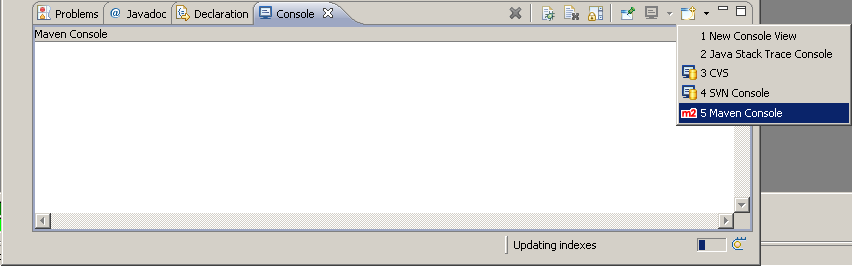 Problems @ Javadoc Declaration Console
Maven Console
1 New Console View
2 Java Stack Trace Console
3 CVS
4 SVN Console
m2 5 Maven Console
Updating indexes